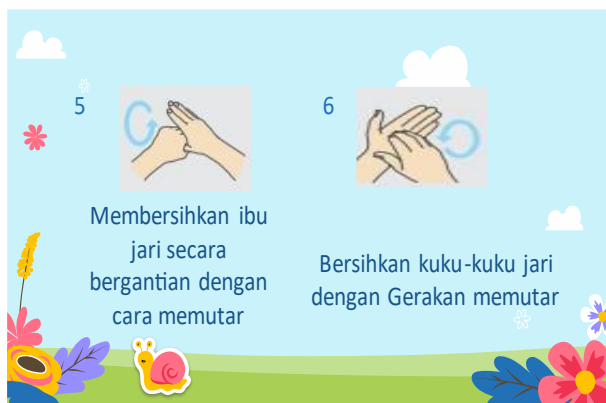 5
Membersihkan ibu
jari secara
bergantian dengan
cara memutar
6
Bersihkan kuku-kuku jari
dengan Gerakan memutar